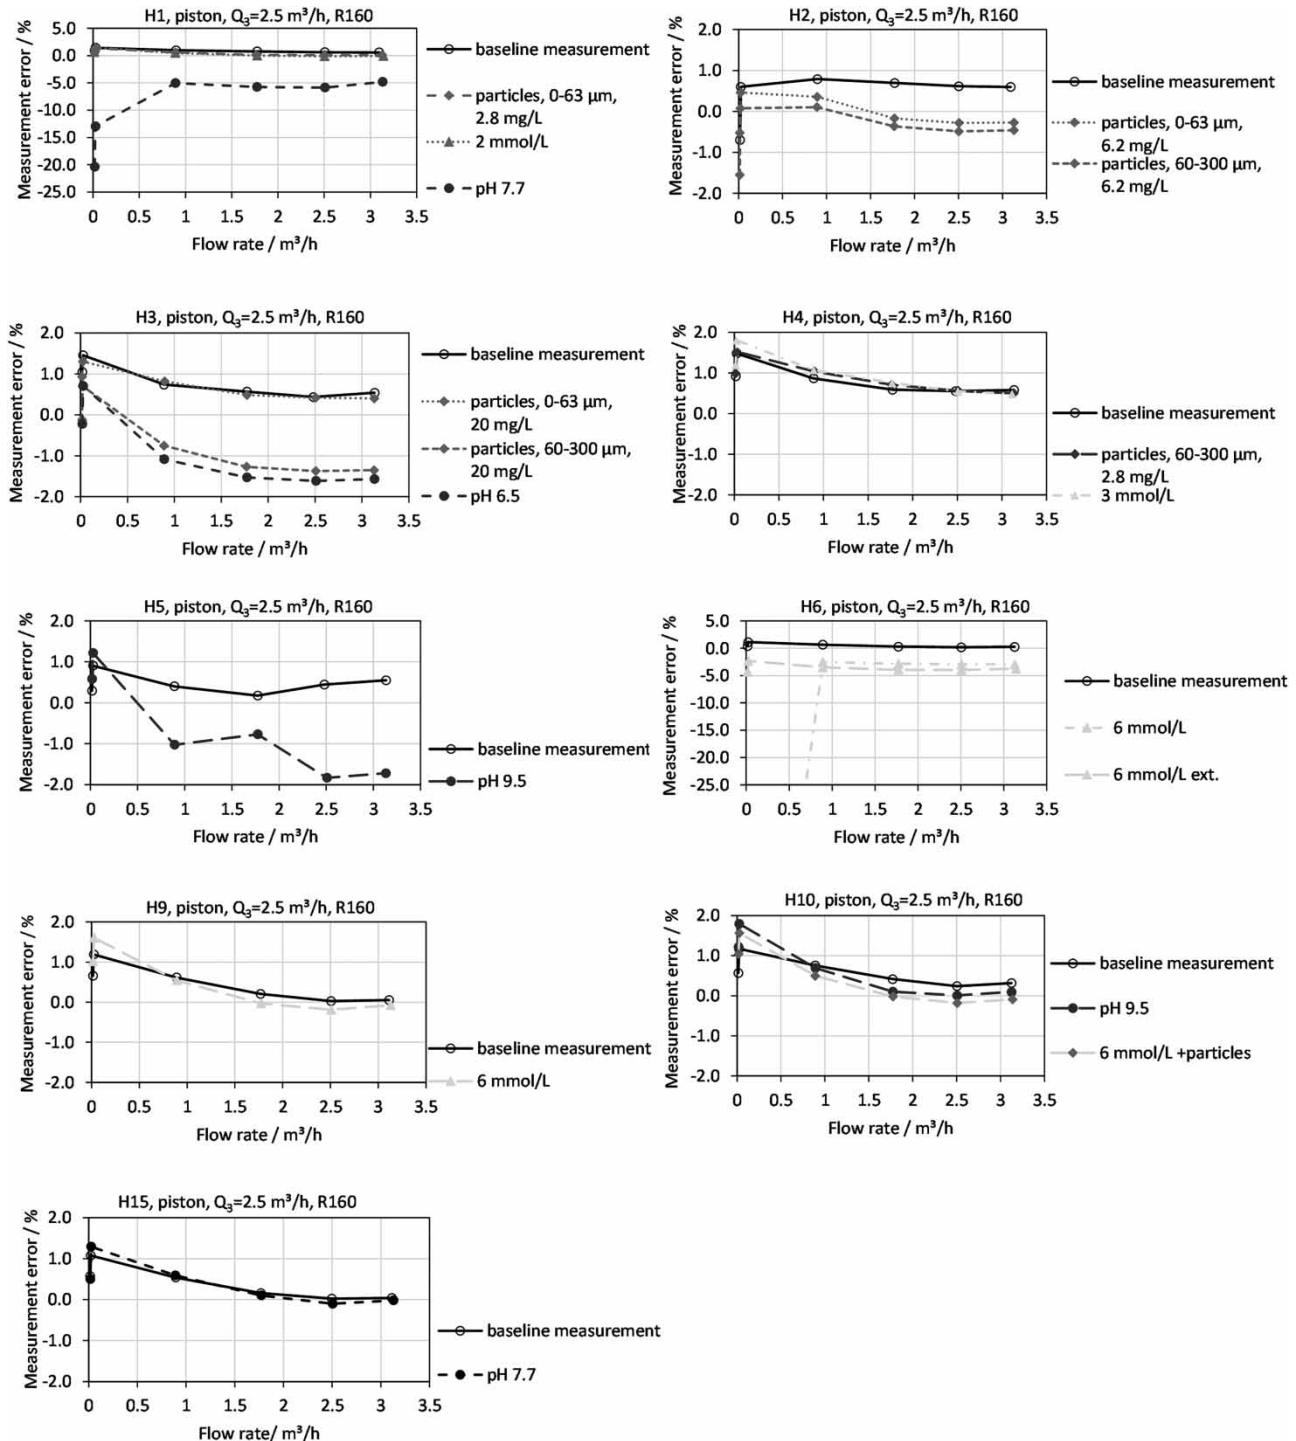 H1, piston, Q₃=2.5 m³/h, R160
Measurement error / %
5.0
0.0
-5.0
-10.0
-15.0
-20.0
-25.0
0 0.5 1 1.5 2 2.5 3 3.5
Flow rate / m³/h
baseline measurement
particles, 0-63 µm,
2.8 mg/L
2 mmol/L
pH 7.7
H2, piston, Q₃=2.5 m³/h, R160
Measurement error / %
2.0
1.0
0.0
-1.0
-2.0
0 0.5 1 1.5 2 2.5 3 3.5
Flow rate / m³/h
baseline measurement
particles, 0-63 µm,
6.2 mg/L
particles, 60-300 µm,
6.2 mg/L
H3, piston, Q₃=2.5 m³/h, R160
Measurement error / %
2.0
1.0
0.0
-1.0
-2.0
0 0.5 1 1.5 2 2.5 3 3.5
Flow rate / m³/h
baseline measurement
particles, 0-63 µm,
20 mg/L
particles, 60-300 µm,
20 mg/L
pH 6.5
H4, piston, Q₃=2.5 m³/h, R160
Measurement error / %
2.0
1.0
0.0
-1.0
-2.0
0 0.5 1 1.5 2 2.5 3 3.5
Flow rate / m³/h
baseline measurement
particles, 60-300 µm,
2.8 mg/L
3 mmol/L
H5, piston, Q₃=2.5 m³/h, R160
Measurement error / %
2.0
1.0
0.0
-1.0
-2.0
0 0.5 1 1.5 2 2.5 3 3.5
Flow rate / m³/h
baseline measurement
pH 9.5
H6, piston, Q₃=2.5 m³/h, R160
Measurement error / %
5.0
0.0
-5.0
-10.0
-15.0
-20.0
-25.0
0 0.5 1 1.5 2 2.5 3 3.5
Flow rate / m³/h
baseline measurement
6 mmol/L
6 mmol/L ext.
H9, piston, Q₃=2.5 m³/h, R160
Measurement error / %
2.0
1.0
0.0
-1.0
-2.0
0 0.5 1 1.5 2 2.5 3 3.5
Flow rate / m³/h
baseline measurement
6 mmol/L
H10, piston, Q₃=2.5 m³/h, R160
Measurement error / %
2.0
1.0
0.0
-1.0
-2.0
0 0.5 1 1.5 2 2.5 3 3.5
Flow rate / m³/h
baseline measurement
pH 9.5
6 mmol/L +particles
H15, piston, Q₃=2.5 m³/h, R160
Measurement error / %
2.0
1.0
0.0
-1.0
-2.0
0 0.5 1 1.5 2 2.5 3 3.5
Flow rate/ m³/h
baseline measurement
pH 7.7